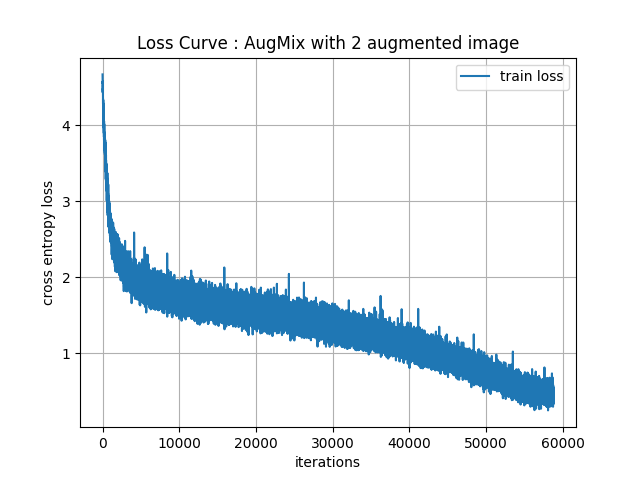 Loss Curve : AugMix with 2 augmented image
train loss
4
3
2
1
cross entropy loss
0 10000 20000 30000 40000 50000 60000
iterations